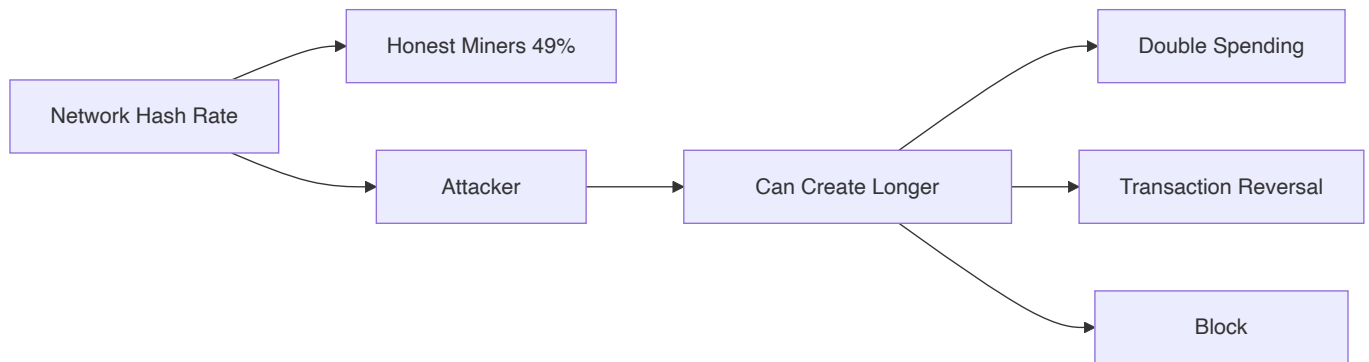 Network Hash Rate
Honest Miners 49%
Attacker
Can Create Longer
Double Spending
Transaction Reversal
Block